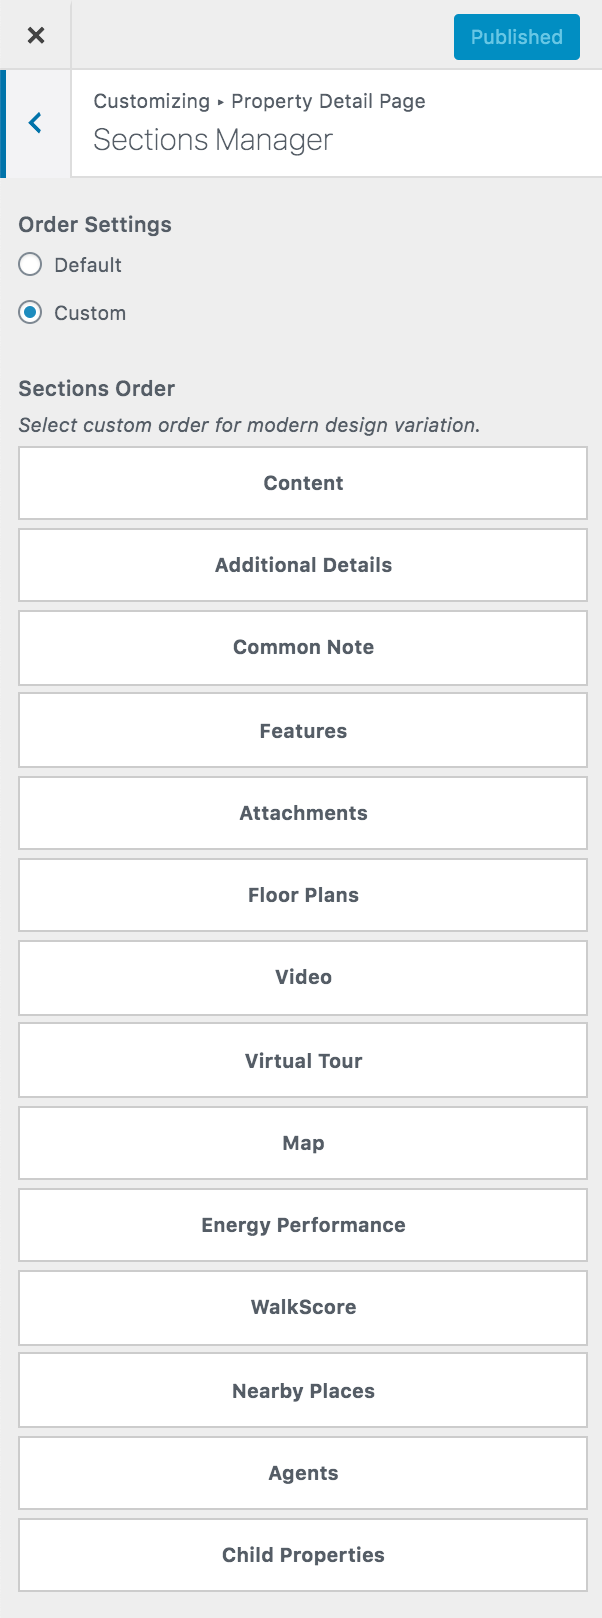 Published
Customizing ▸ Property Detail Page
Sections Manager
Order Settings
Default
Custom
Sections Order
Select custom order for modern design variation.
Content
Additional Details
Common Note
Features
Attachments
Floor Plans
Video
Virtual Tour
Map
Energy Performance
WalkScore
Nearby Places
Agents
Child Properties